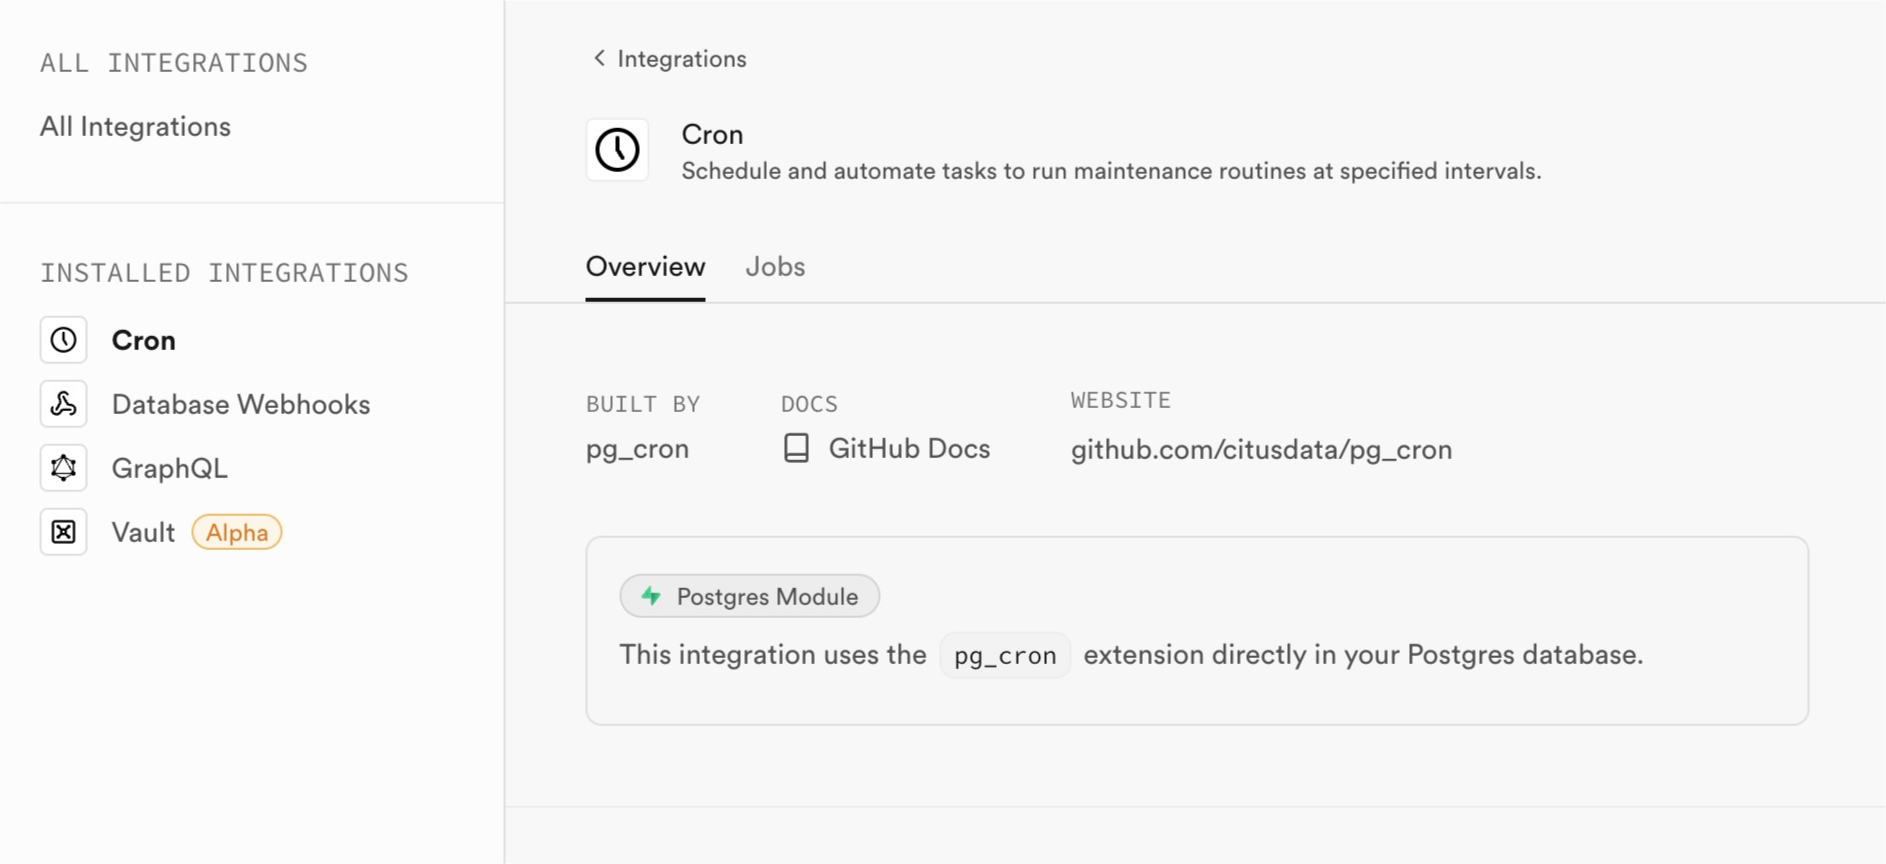 ALL INTEGRATIONS
All Integrations
INSTALLED INTEGRATIONS
Cron
Database Webhooks
GraphQL
Vault Alpha
Integrations
Cron
Schedule and automate tasks to run maintenance routines at specified intervals.
Overview Jobs
BUILT BY DOCS WEBSITE
pg_cron GitHub Docs github.com/citusdata/pg_cron
Postgres Module
This integration uses the pg_cron extension directly in your Postgres database.